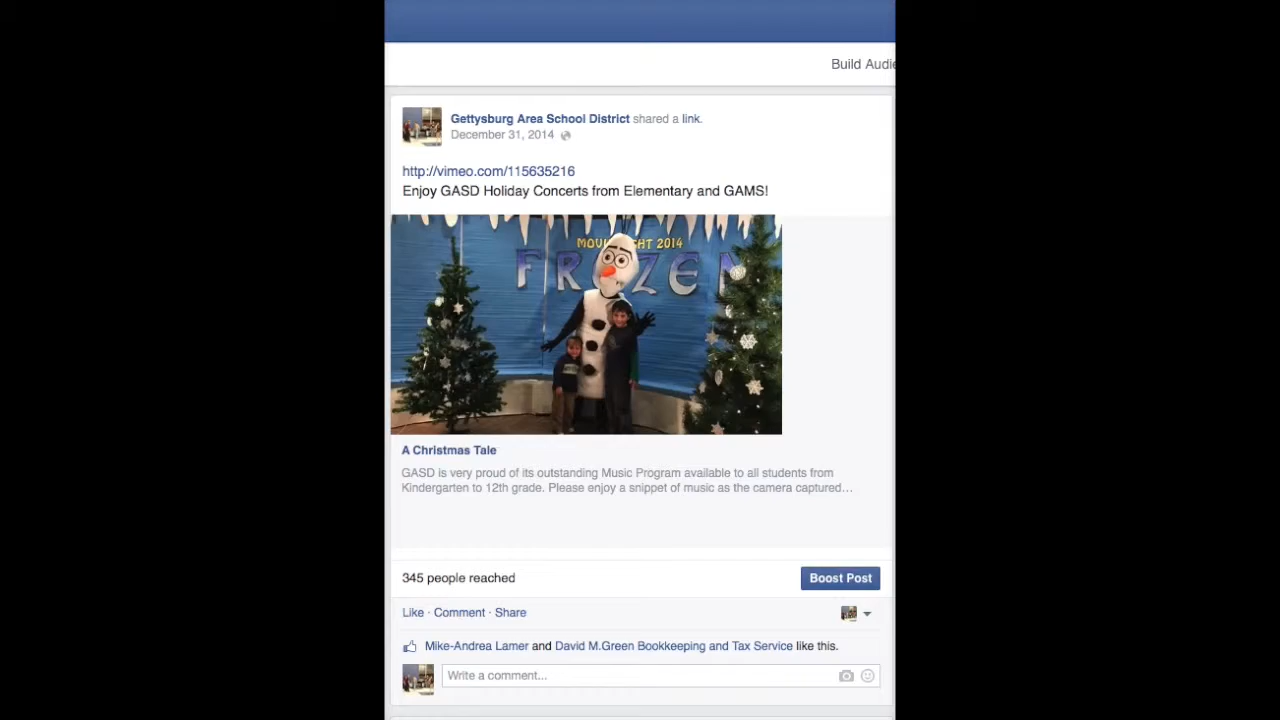 Build Audie
Gettysburg Area School District shared a link.
December 31, 2014
http://vimeo.com/115635216
Enjoy GASD Holiday Concerts from Elementary and GAMS!
2014
FR ZEN
A Christmas Tale
GASD is very proud of its outstanding Music Program available to all students from
Kindergarten to 12th grade. Please enjoy a snippet of music as the camera captured…
345 people reached
Boost Post
Like · Comment · Share
Mike-Andrea Lamer and David M.Green Bookkeeping and Tax Service like this.
Write a comment...